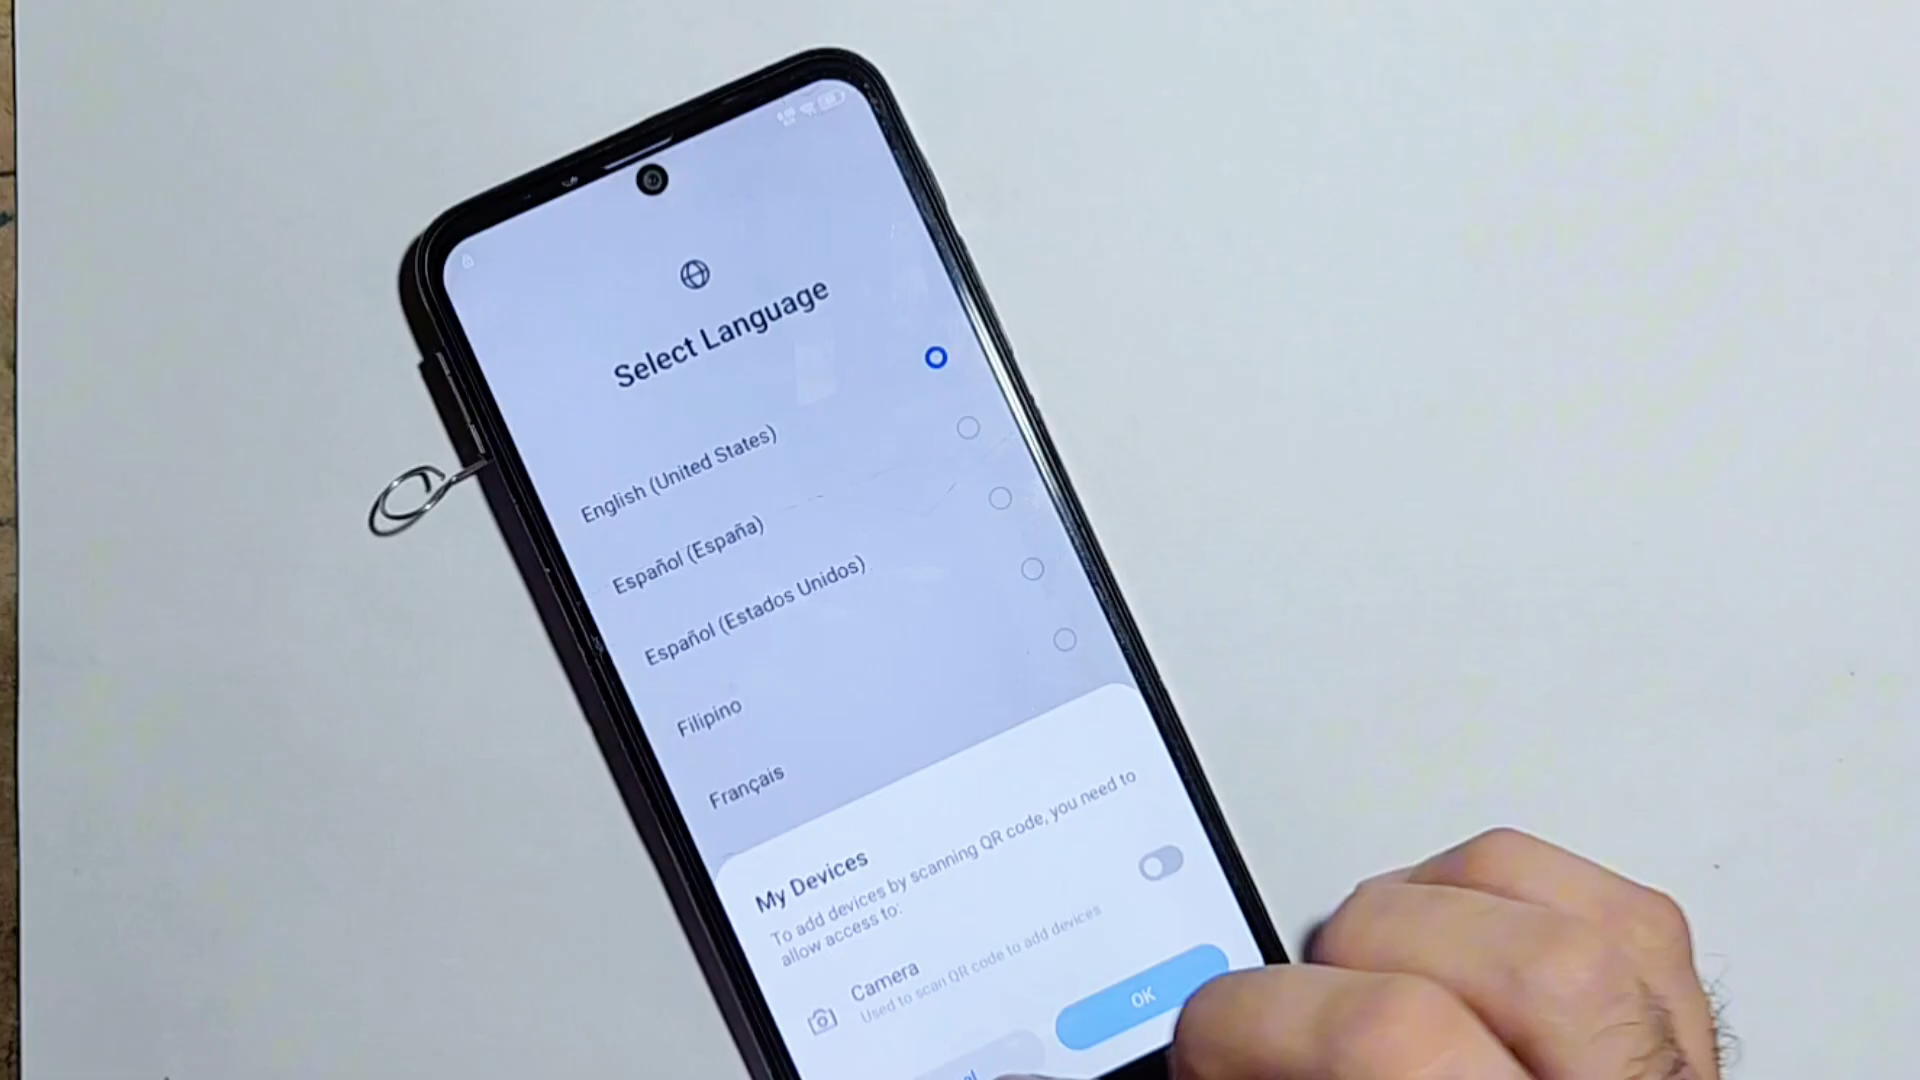 Select Language
English (United States)
Español (España)
Español (Estados Unidos)
Filipino
Français
My Devices
To add devices by scanning QR code, you need to
allow access to:
Camera
Used to scan QR code to add devices
OK